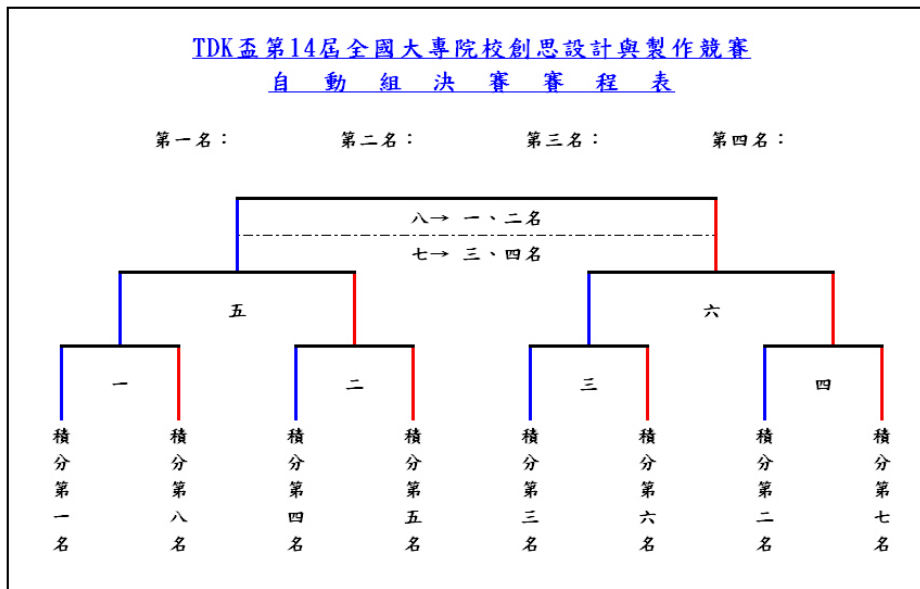 TDK盃第14屆全國大專院校創思設計與製作競賽
自動組決賽賽程表
第一名： 第二名： 第三名： 第四名：
八→ 一、二名
七→ 三、四名
五 六
一 二 三 四
積分第一名
積分第八名
積分第四名
積分第五名
積分第三名
積分第六名
積分第二名
積分第七名